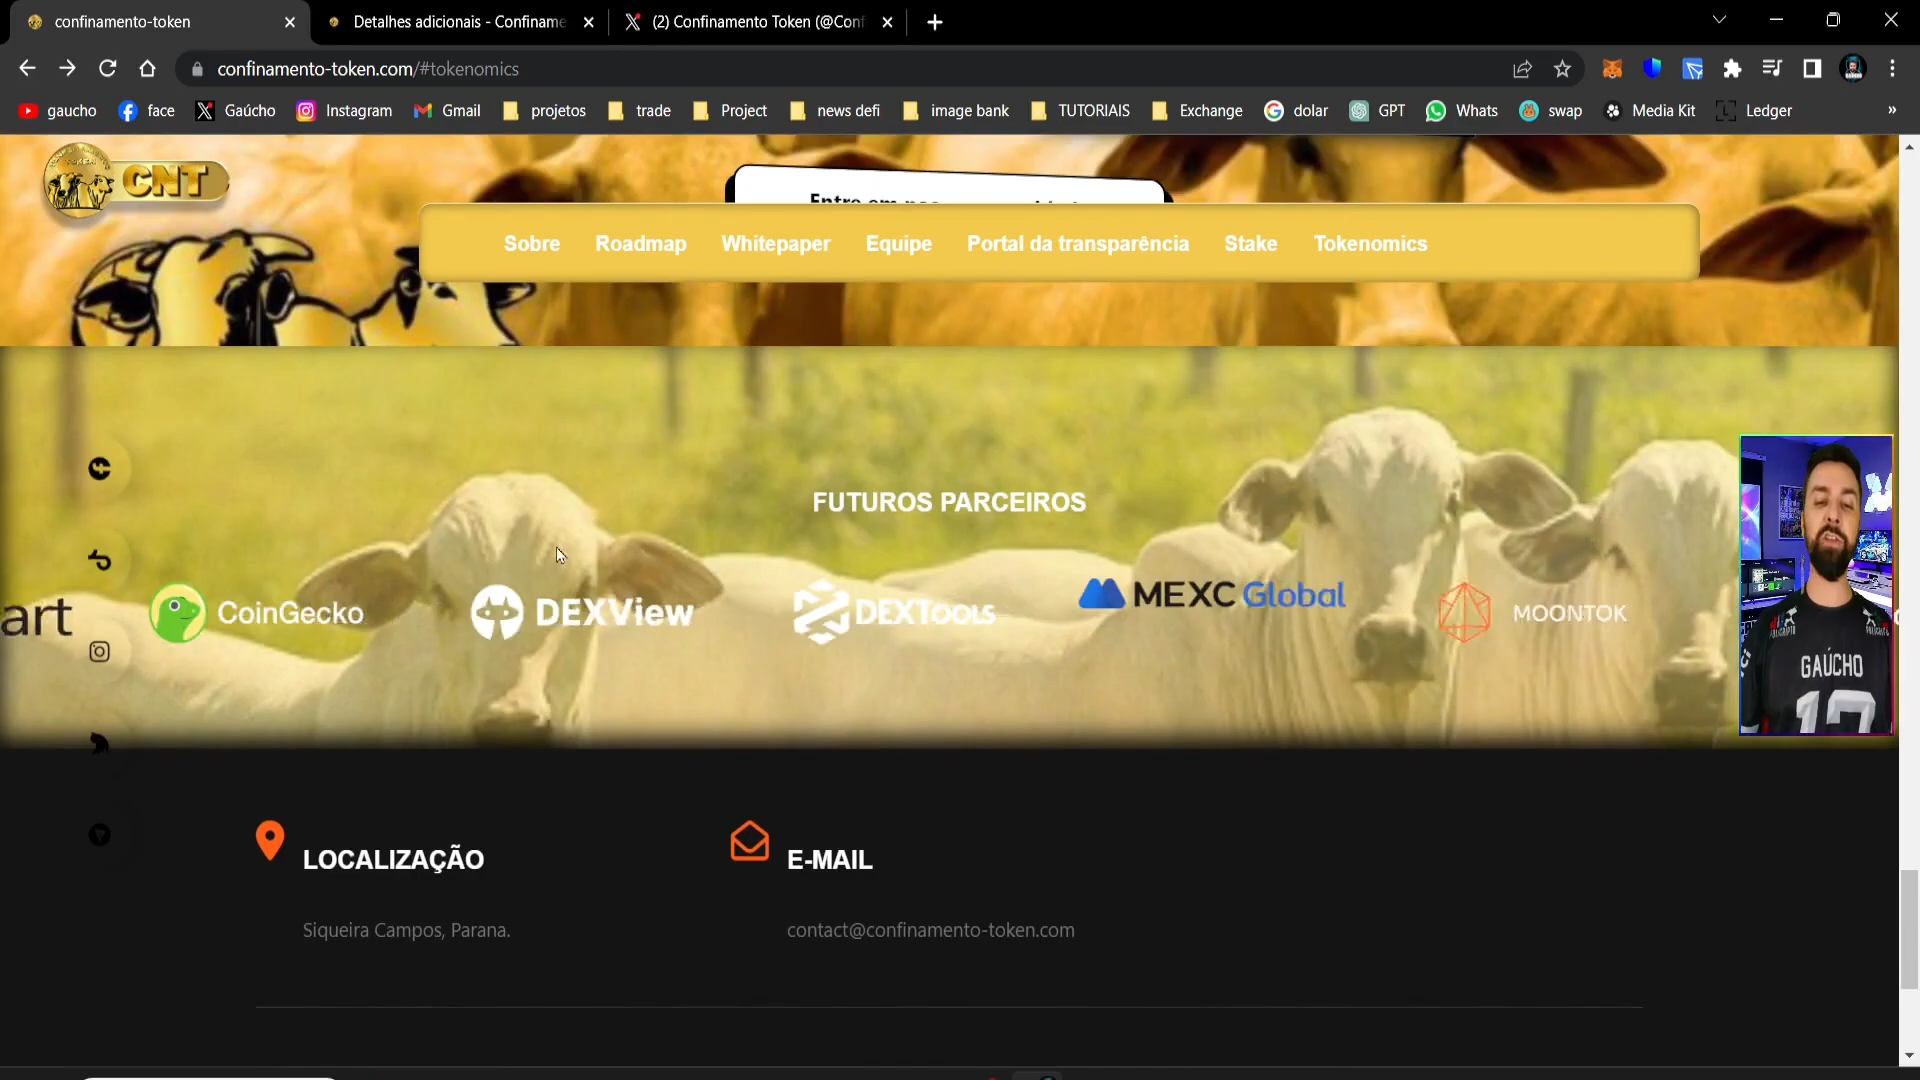 confinamento-token
Detalhes adicionais - Confiname
(2) Confinamento Token (@Conf
confinamento-token.com/#tokenomics
gaucho
face
Gaúcho
Instagram
Gmail
projetos
trade
Project
news defi
image bank
TUTORIAIS
Exchange
dolar
GPT
Whats
swap
Media Kit
Ledger
CNT
Sobre
Roadmap
Whitepaper
Equipe
Portal da transparência
Stake
Tokenomics
FUTUROS PARCEIROS
art
CoinGecko
DEXView
DEXTools
MEXC Global
MOONTOK
GAÚCHO
LOCALIZAÇÃO
E-MAIL
Siqueira Campos, Parana.
contact@confinamento-token.com